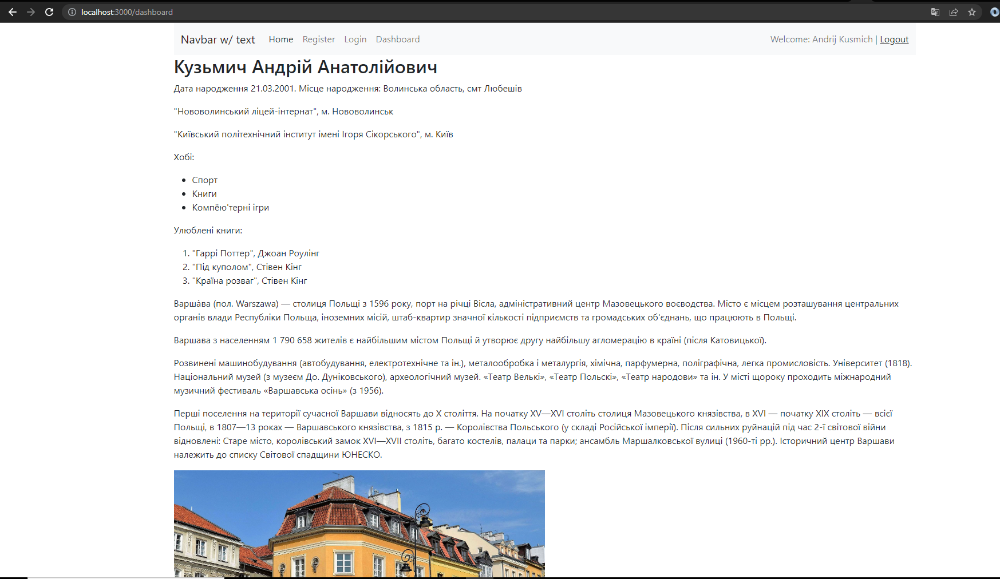 localhost:3000/dashboard
Navbar w/ text Home Register Login Dashboard Welcome: Andrij Kusmich | Logout
Кузьмич Андрій Анатолійович
Дата народження 21.03.2001. Місце народження: Волинська область, смт Любешів
"Нововолинський ліцей-інтернат", м. Нововолинськ
"Київський політехнічний інститут імені Ігоря Сікорського", м. Київ
Хобі:
• Спорт
• Книги
• Компёю'терні ігри
Улюблені книги:
1. "Гаррі Поттер", Джоан Роулінг
2. "Під куполом", Стівен Кінг
3. "Країна розваг", Стівен Кінг
Варша́ва (пол. Warszawa) — столиця Польщі з 1596 року, порт на річці Вісла, адміністративний центр Мазовецького воєводства. Місто є місцем розташування центральних
органів влади Республіки Польща, іноземних місій, штаб-квартир значної кількості підприємств та громадських об'єднань, що працюють в Польщі.
Варшава з населенням 1 790 658 жителів є найбільшим містом Польщі й утворює другу найбільшу агломерацію в країні (після Катовицької).
Розвинені машинобудування (автобудування, електротехнічне та ін.), металообробка і металургія, хімічна, парфумерна, поліграфічна, легка промисловість. Університет (1818).
Національний музей (з музеєм До. Дуніковського), археологічний музей. «Театр Велькі», «Театр Польскі», «Театр народови» та ін. У місті щороку проходить міжнародний
музичний фестиваль «Варшавська осінь» (з 1956).
Перші поселення на території сучасної Варшави відносять до X століття. На початку XV—XVI століть столиця Мазовецького князівства, в XVI — початку XIX століть — всієї
Польщі, в 1807—13 роках — Варшавського князівства, з 1815 р. — Королівства Польського (у складі Російської імперії). Після сильних руйнацій під час 2-ї світової війни
відновлені: Старе місто, королівський замок XVI—XVII століть, багато костелів, палаци та парки; ансамбль Маршалковської вулиці (1960-ті рр.). Історичний центр Варшави
належить до списку Світової спадщини ЮНЕСКО.